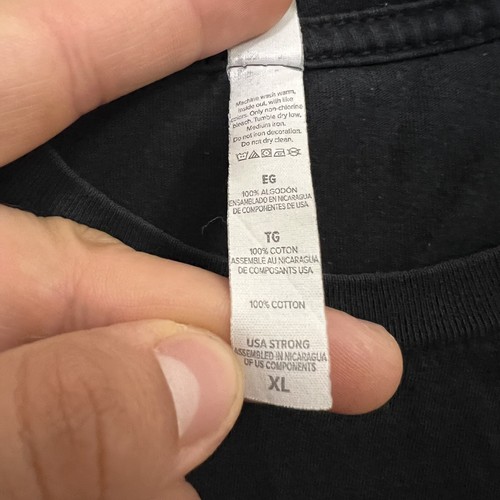 Machine wash warm,
inside out, with like
colors. Only non-chlorine
bleach. Tumble dry low.
Medium iron.
Do not iron decoration.
Do not dry clean.
EG
100% ALGODÓN
ENSAMELADO EN NICARAGUA
DE COMPONENTES DE USA
TG
100% COTON
ASSEMBLÉ AU NICARAGUA
DE COMPOSANTS USA
100% COTTON
USA STRONG
ASSEMBLED IN NICARAGUA
OF US COMPONENTS
XL